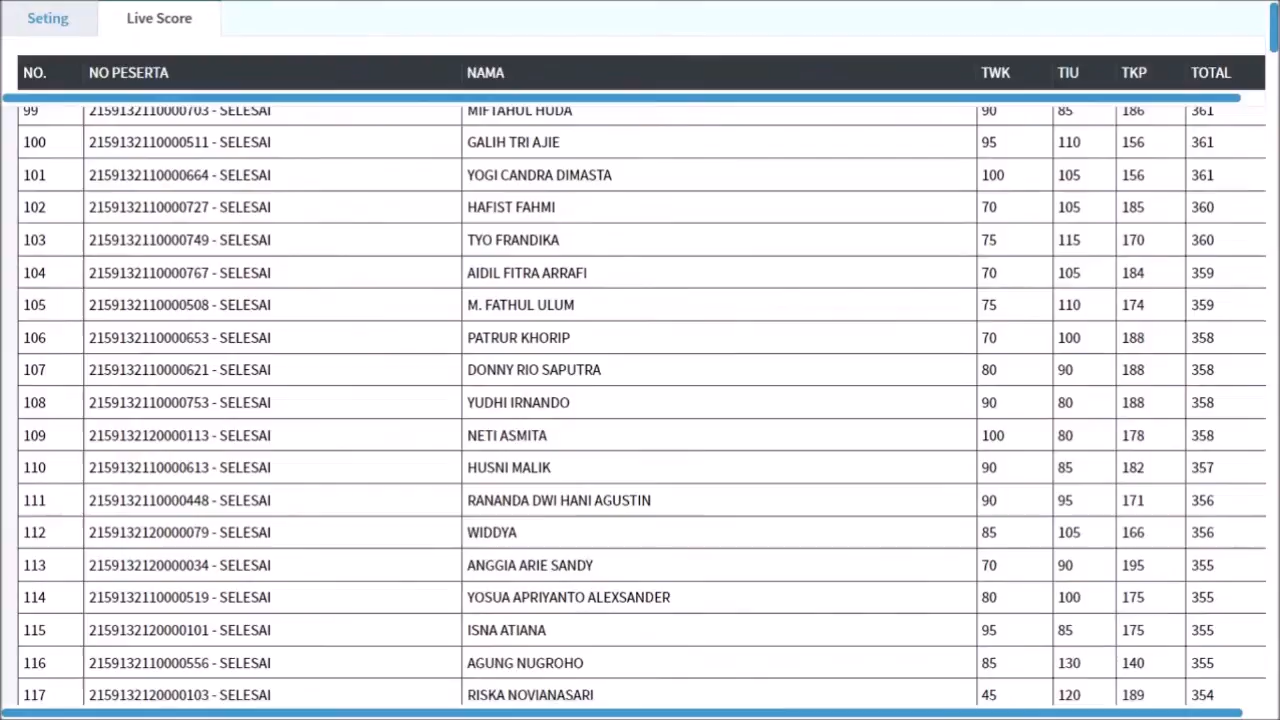 Seting Live Score
NO. NO PESERTA NAMA TWK TIU TKP TOTAL
99 2159132110000703 - SELESAI MIFTAHUL HUDA 90 85 186 361
100 2159132110000511 - SELESAI GALIH TRI AJIE 95 110 156 361
101 2159132110000664 - SELESAI YOGI CANDRA DIMASTA 100 105 156 361
102 2159132110000727 - SELESAI HAFIST FAHMI 70 105 185 360
103 2159132110000749 - SELESAI TYO FRANDIKA 75 115 170 360
104 2159132110000767 - SELESAI AIDIL FITRA ARRAFI 70 105 184 359
105 2159132110000508 - SELESAI M. FATHUL ULUM 75 110 174 359
106 2159132110000653 - SELESAI PATRUR KHORIP 70 100 188 358
107 2159132110000621 - SELESAI DONNY RIO SAPUTRA 80 90 188 358
108 2159132110000753 - SELESAI YUDHI IRNANDO 90 80 188 358
109 2159132120000113 - SELESAI NETI ASMITA 100 80 178 358
110 2159132110000613 - SELESAI HUSNI MALIK 90 85 182 357
111 2159132110000448 - SELESAI RANANDA DWI HANI AGUSTIN 90 95 171 356
112 2159132120000079 - SELESAI WIDDYA 85 105 166 356
113 2159132120000034 - SELESAI ANGGIA ARIE SANDY 70 90 195 355
114 2159132110000519 - SELESAI YOSUA APRIYANTO ALEXSANDER 80 100 175 355
115 2159132120000101 - SELESAI ISNA ATIANA 95 85 175 355
116 2159132110000556 - SELESAI AGUNG NUGROHO 85 130 140 355
117 2159132120000103 - SELESAI RISKA NOVIANASARI 45 120 189 354